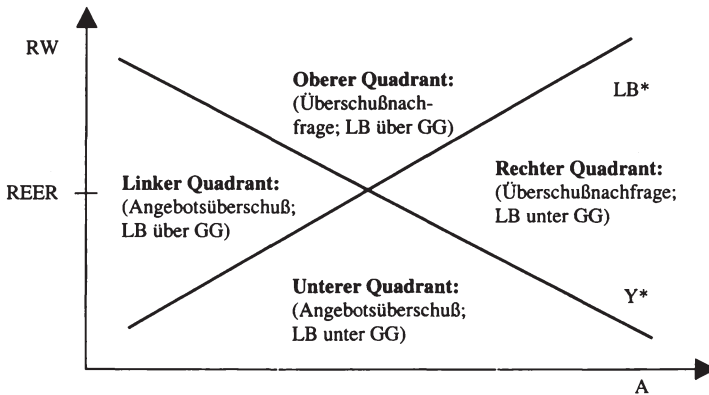 RW
Oberer Quadrant:
(Überschußnach-
frage; LB über GG)
LB*
REER
Linker Quadrant:
(Angebotsüberschuß;
LB über GG)
Rechter Quadrant:
(Überschußnachfrage;
LB unter GG)
Unterer Quadrant:
(Angebotsüberschuß;
LB unter GG)
Y*
A